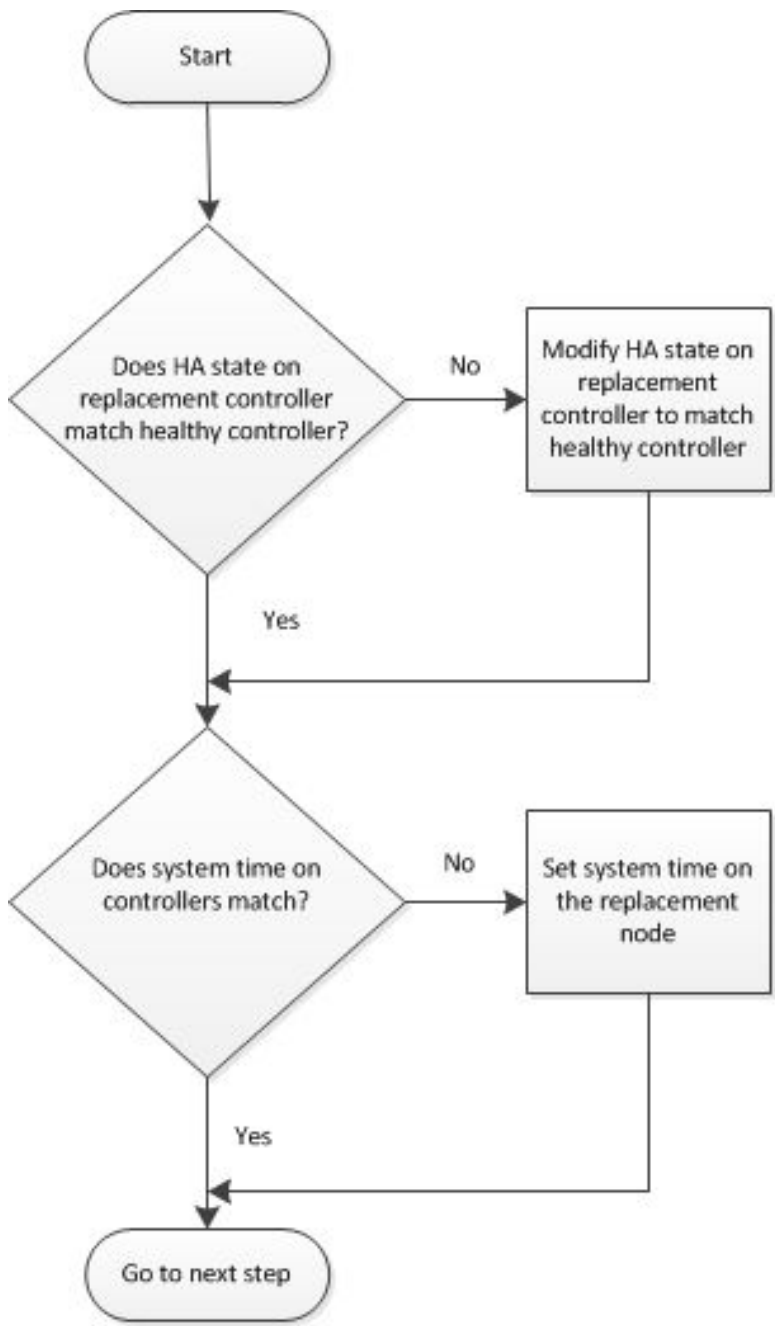 Start
Does HA state on
replacement controller
match healthy controller?
No
Modify HA state on
replacement
controller to match
healthy controller
Yes
Does system time on
controllers match?
No
Set system time on
the replacement
node
Yes
Go to next step